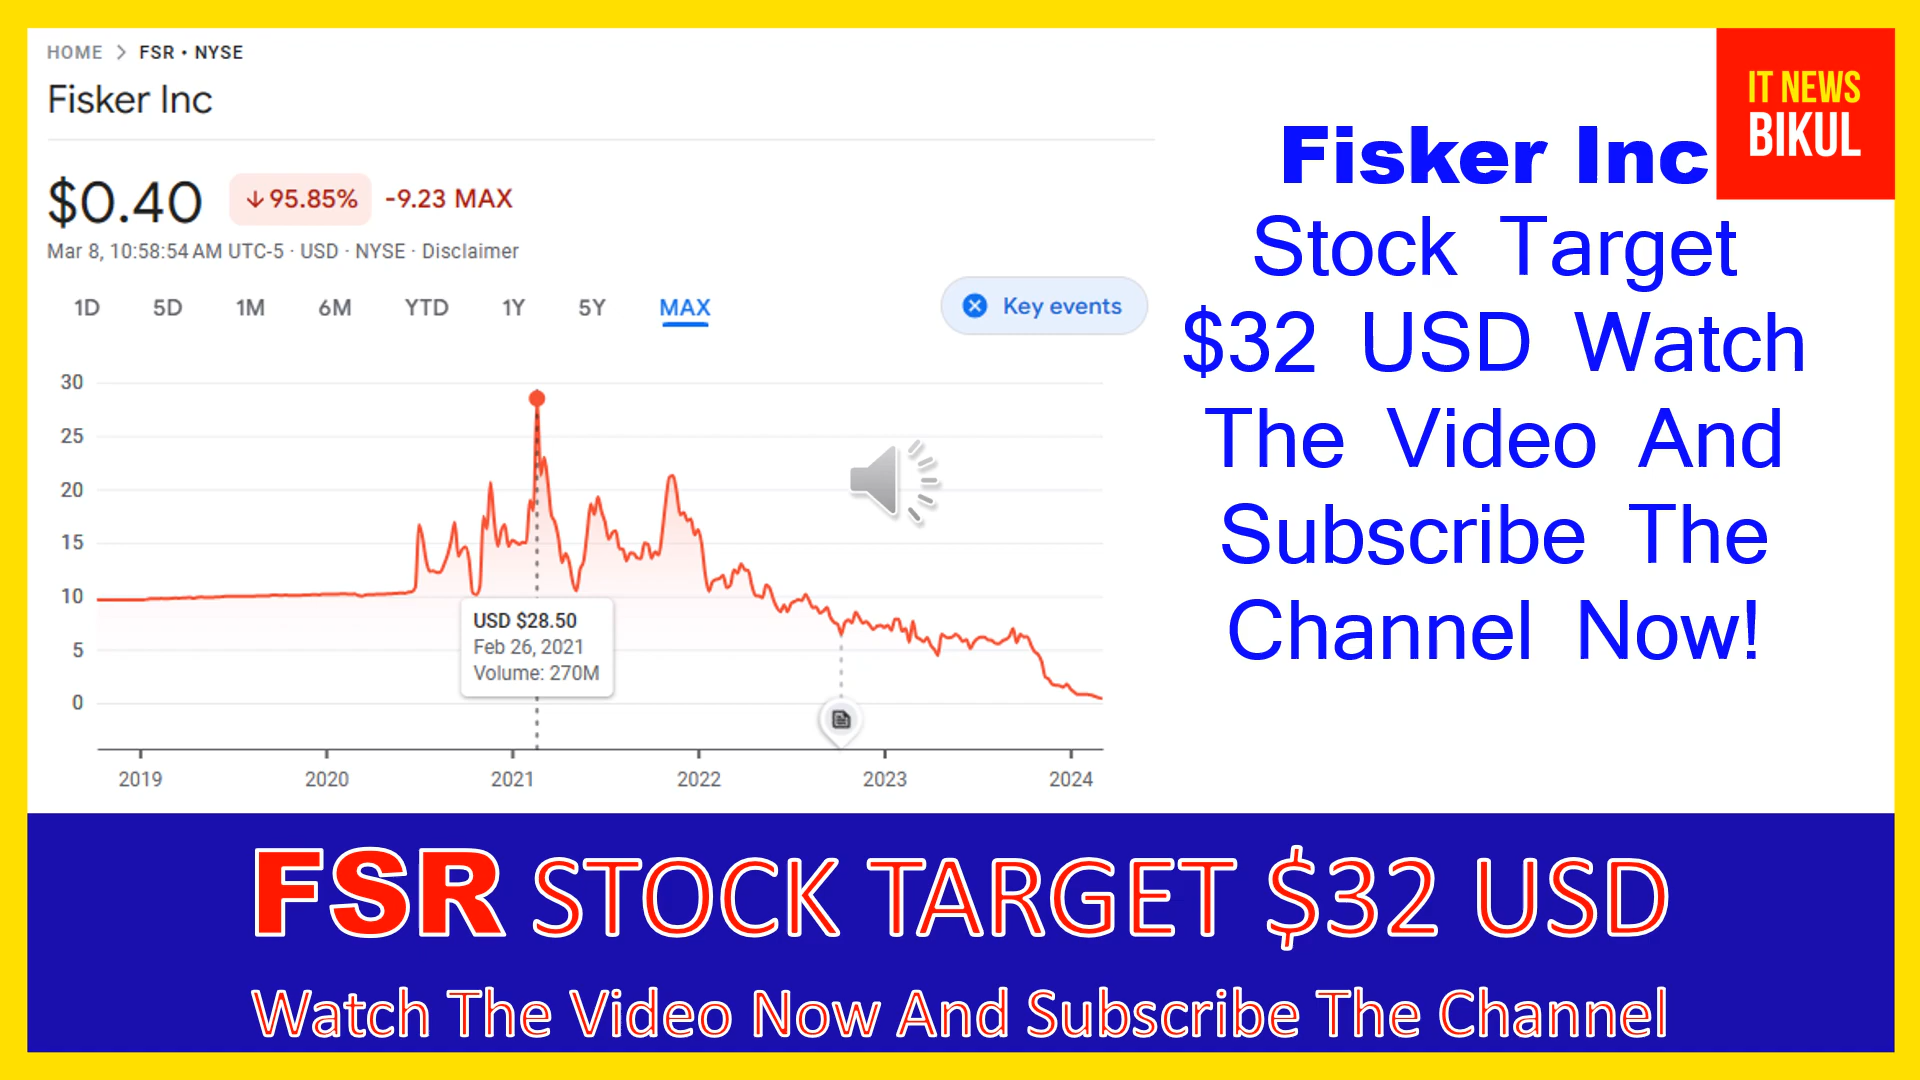 HOME > FSR • NYSE
Fisker Inc
$0.40 ↓95.85% -9.23 MAX
Mar 8, 10:58:54 AM UTC-5 · USD · NYSE · Disclaimer
1D 5D 1M 6M YTD 1Y 5Y MAX
Key events
30
25
20
15
10
5
0
USD $28.50
Feb 26, 2021
Volume: 270M
2019 2020 2021 2022 2023 2024
IT NEWS
BIKUL
Fisker Inc
Stock Target
$32 USD Watch
The Video And
Subscribe The
Channel Now!
FSR STOCK TARGET $32 USD
Watch The Video Now And Subscribe The Channel